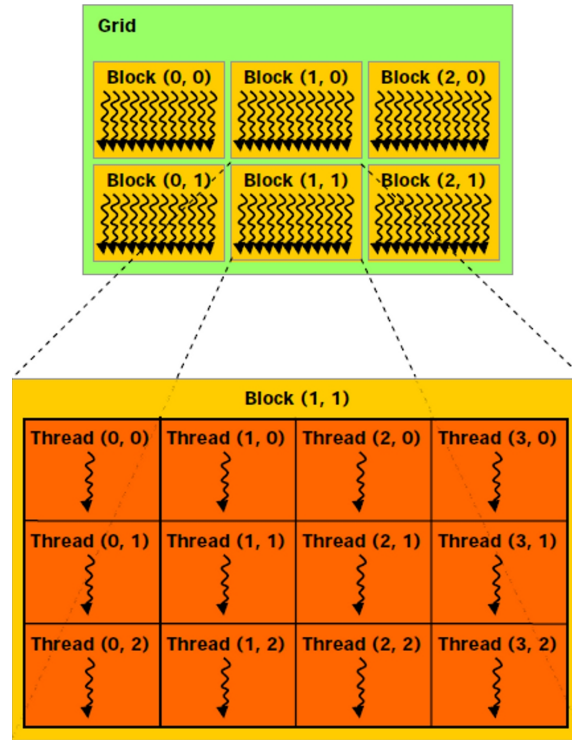 Grid
Block (0, 0) Block (1, 0) Block (2, 0)
Block (0, 1) Block (1, 1) Block (2, 1)
Block (1, 1)
Thread (0, 0) Thread (1, 0) Thread (2, 0) Thread (3, 0)
Thread (0, 1) Thread (1, 1) Thread (2, 1) Thread (3, 1)
Thread (0, 2) Thread (1, 2) Thread (2, 2) Thread (3, 2)